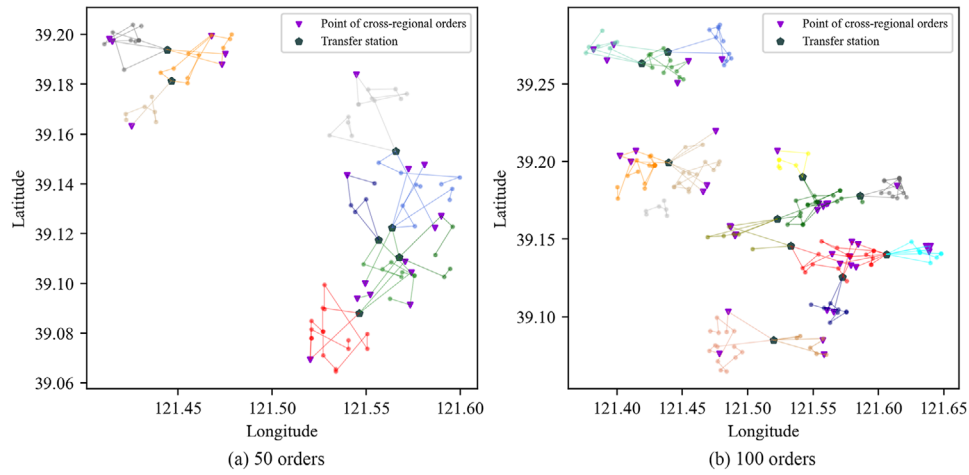 Point of cross-regional orders
Transfer station
39.20
39.18
39.16
39.14
39.12
39.10
39.08
39.06
Latitude
121.45
121.50
121.55
121.60
Longitude
(a) 50 orders
Point of cross-regional orders
Transfer station
39.25
39.20
39.15
39.10
Latitude
121.40
121.45
121.50
121.55
121.60
121.65
Longitude
(b) 100 orders